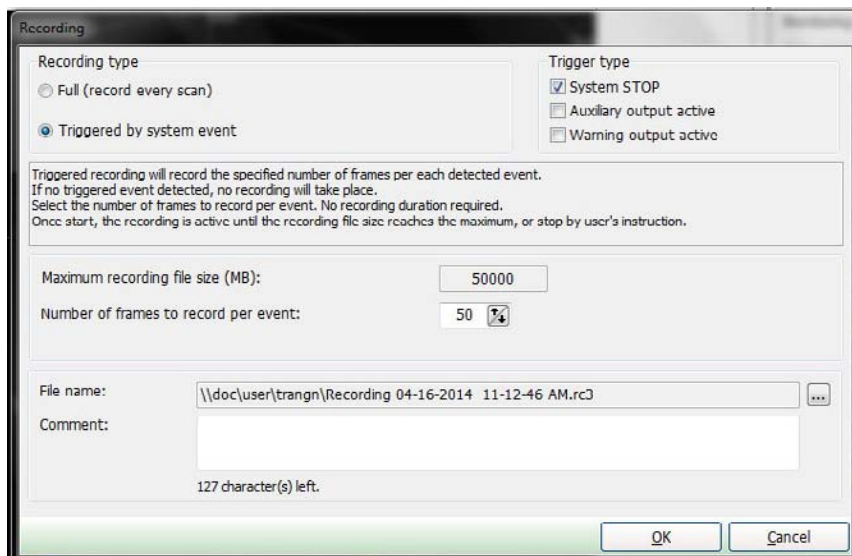 Recording
Recording type
Full (record every scan)
Triggered by system event
Trigger type
System STOP
Auxiliary output active
Warning output active
Triggered recording will record the specified number of frames per each detected event.
If no triggered event detected, no recording will take place.
Select the number of frames to record per event. No recording duration required.
Once start, the recording is active until the recording file size reaches the maximum, or stop by user's instruction.
Maximum recording file size (MB): 50000
Number of frames to record per event: 50
File name: \\doc\user\trangn\Recording 04-16-2014 11-12-46 AM.rc3 ...
Comment:
127 character(s) left.
OK Cancel